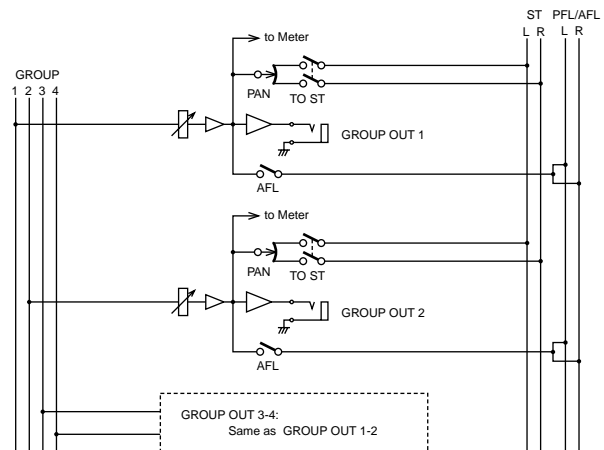 ST PFL/AFL
L R L R
to Meter
GROUP
1 2 3 4
PAN TO ST
GROUP OUT 1
AFL
to Meter
PAN TO ST
GROUP OUT 2
AFL
GROUP OUT 3-4:
Same as GROUP OUT 1-2